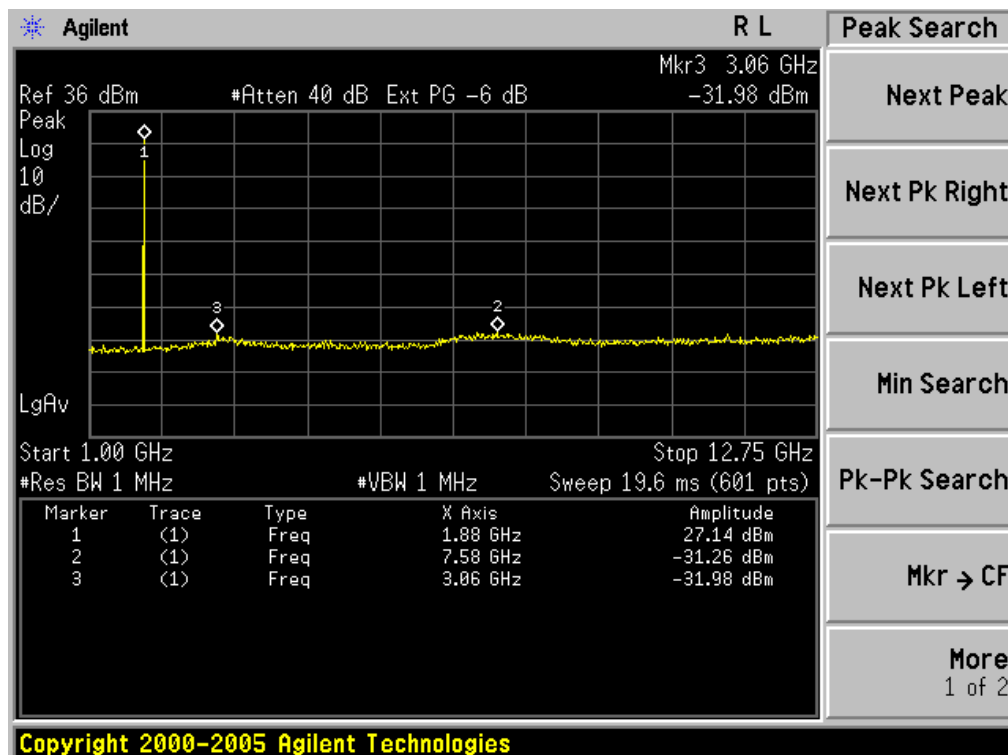 Agilent R L Peak Search
Mkr3 3.06 GHz
Ref 36 dBm #Atten 40 dB Ext PG -6 dB -31.98 dBm
Peak
Log
10
dB/
1
3
2
LgAv
Start 1.00 GHz Stop 12.75 GHz
#Res BW 1 MHz #VBW 1 MHz Sweep 19.6 ms (601 pts)
Marker Trace Type X Axis Amplitude
1 (1) Freq 1.88 GHz 27.14 dBm
2 (1) Freq 7.58 GHz -31.26 dBm
3 (1) Freq 3.06 GHz -31.98 dBm
Next Peak
Next Pk Right
Next Pk Left
Min Search
Pk-Pk Search
Mkr → CF
More
1 of 2
Copyright 2000-2005 Agilent Technologies